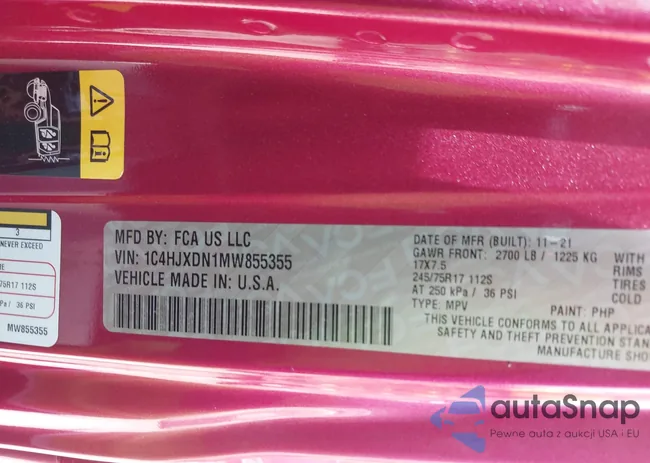 3
NEVER EXCEED
RE
75R17 112S
/ 36 PSI
MW855355
MFD BY: FCA US LLC
VIN: 1C4HJXDN1MW855355
VEHICLE MADE IN: U.S.A.
DATE OF MFR (BUILT): 11-21
GAWR FRONT: 2700 LB / 1225 KG
17X7.5
245/75R17 112S
AT 250 kPa / 36 PSI
TYPE: MPV
PAINT: PHP
WITH
RIMS
TIRES
COLD
THIS VEHICLE CONFORMS TO ALL APPLICA
SAFETY AND THEFT PREVENTION STAN
MANUFACTURE SHO
autaSnap
Pewne auta z aukcji USA i EU